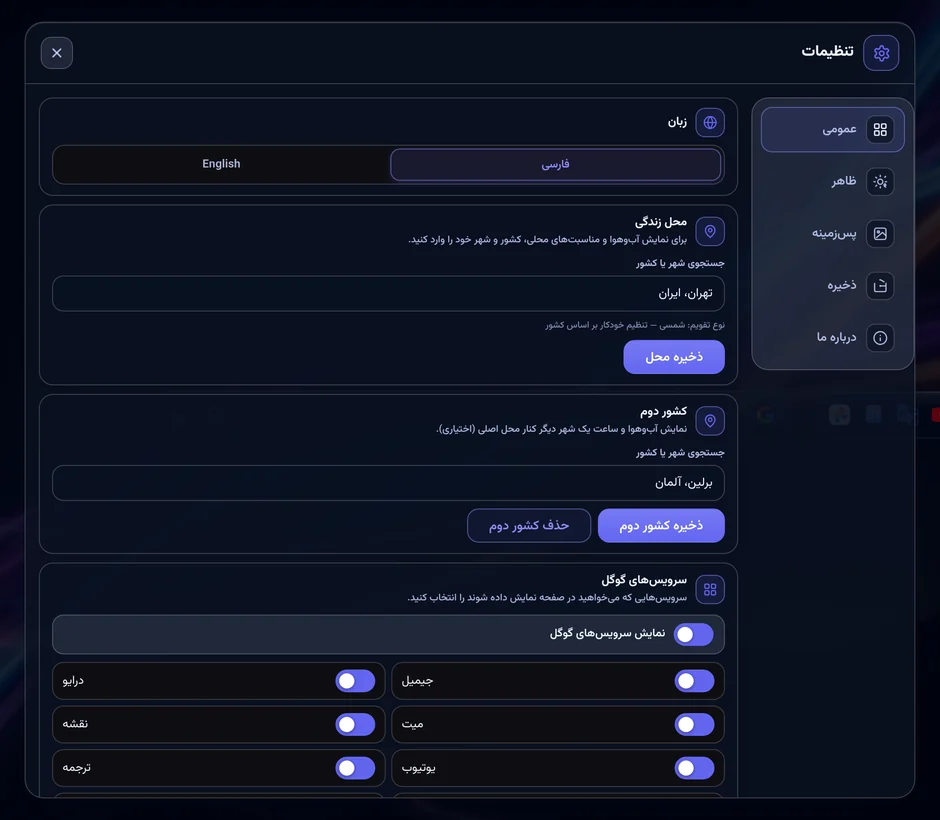 تنظیمات
عمومی
ظاهر
پس‌زمینه
ذخیره
درباره ما
زبان
فارسی
English
محل زندگی
برای نمایش آب‌وهوا و مناسبت‌های محلی، کشور و شهر خود را وارد کنید.
جستجوی شهر یا کشور
تهران، ایران
نوع تقویم: شمسی — تنظیم خودکار بر اساس کشور
ذخیره محل
کشور دوم
نمایش آب‌وهوا و ساعت یک شهر دیگر کنار محل اصلی (اختیاری).
جستجوی شهر یا کشور
برلین، آلمان
ذخیره کشور دوم
حذف کشور دوم
سرویس‌های گوگل
سرویس‌هایی که می‌خواهید در صفحه نمایش داده شوند را انتخاب کنید.
نمایش سرویس‌های گوگل
جیمیل
درایو
میت
نقشه
یوتیوب
ترجمه